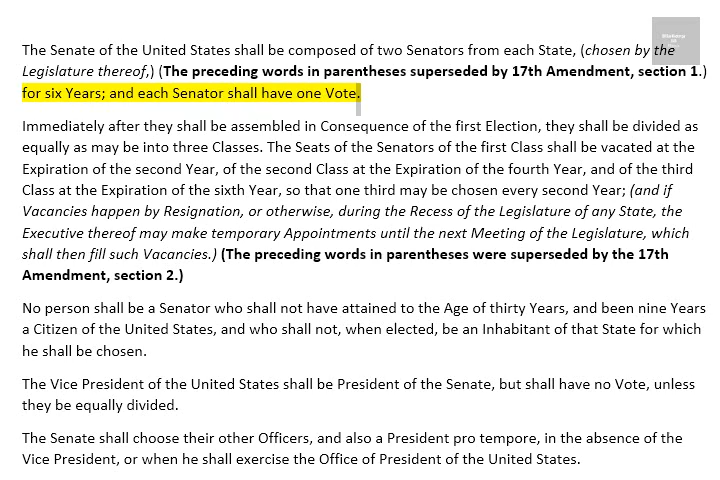 The Senate of the United States shall be composed of two Senators from each State, (chosen by the
Legislature thereof,) (The preceding words in parentheses superseded by 17th Amendment, section 1.)
for six Years; and each Senator shall have one Vote.
Immediately after they shall be assembled in Consequence of the first Election, they shall be divided as
equally as may be into three Classes. The Seats of the Senators of the first Class shall be vacated at the
Expiration of the second Year, of the second Class at the Expiration of the fourth Year, and of the third
Class at the Expiration of the sixth Year, so that one third may be chosen every second Year; (and if
Vacancies happen by Resignation, or otherwise, during the Recess of the Legislature of any State, the
Executive thereof may make temporary Appointments until the next Meeting of the Legislature, which
shall then fill such Vacancies.) (The preceding words in parentheses were superseded by the 17th
Amendment, section 2.)
No person shall be a Senator who shall not have attained to the Age of thirty Years, and been nine Years
a Citizen of the United States, and who shall not, when elected, be an Inhabitant of that State for which
he shall be chosen.
The Vice President of the United States shall be President of the Senate, but shall have no Vote, unless
they be equally divided.
The Senate shall choose their other Officers, and also a President pro tempore, in the absence of the
Vice President, or when he shall exercise the Office of President of the United States.